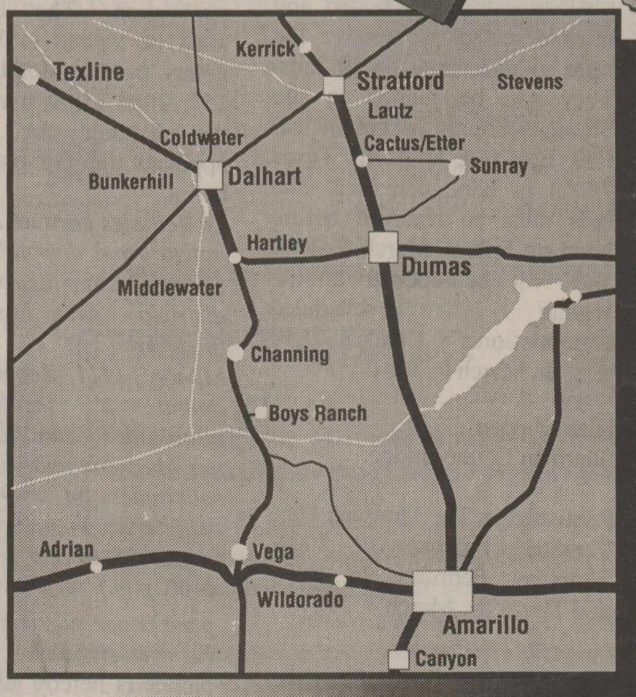 Kerrick
Texline
Stratford
Stevens
Lautz
Coldwater
Cactus/Etter
Sunray
Bunkerhill
Dalhart
Hartley
Dumas
Middlewater
Channing
Boys Ranch
Adrian
Vega
Wildorado
Amarillo
Canyon